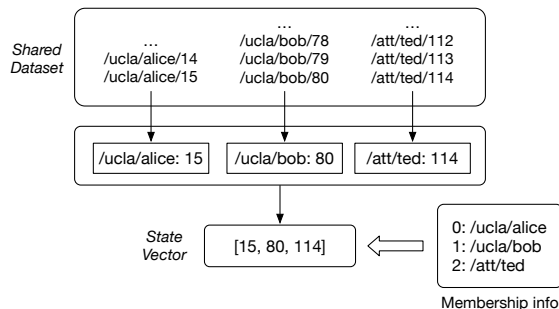 Shared
Dataset
...
/ucla/alice/14
/ucla/alice/15
...
/ucla/bob/78
/ucla/bob/79
/ucla/bob/80
...
/att/ted/112
/att/ted/113
/att/ted/114
/ucla/alice: 15
/ucla/bob: 80
/att/ted: 114
State
Vector
[15, 80, 114]
0: /ucla/alice
1: /ucla/bob
2: /att/ted
Membership info